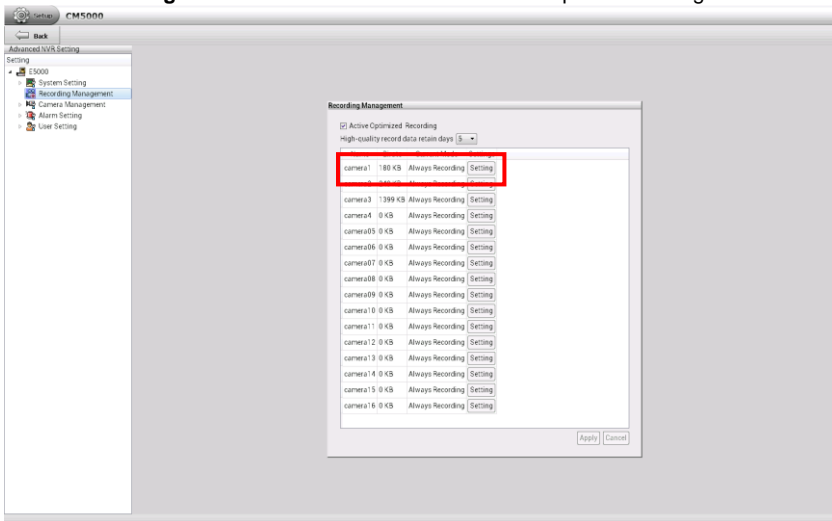 Setup CM5000
Back
Advanced NVR Setting
Setting
E5000
System Setting
Recording Management
Camera Management
Alarm Setting
User Setting
Recording Management
Active Optimized Recording
High-quality record data retain days 5
camera1 180 KB Always Recording Setting
camera3 1399 KB Always Recording Setting
camera4 0 KB Always Recording Setting
camera05 0 KB Always Recording Setting
camera06 0 KB Always Recording Setting
camera07 0 KB Always Recording Setting
camera08 0 KB Always Recording Setting
camera09 0 KB Always Recording Setting
camera10 0 KB Always Recording Setting
camera11 0 KB Always Recording Setting
camera12 0 KB Always Recording Setting
camera13 0 KB Always Recording Setting
camera14 0 KB Always Recording Setting
camera15 0 KB Always Recording Setting
camera16 0 KB Always Recording Setting
Apply Cancel